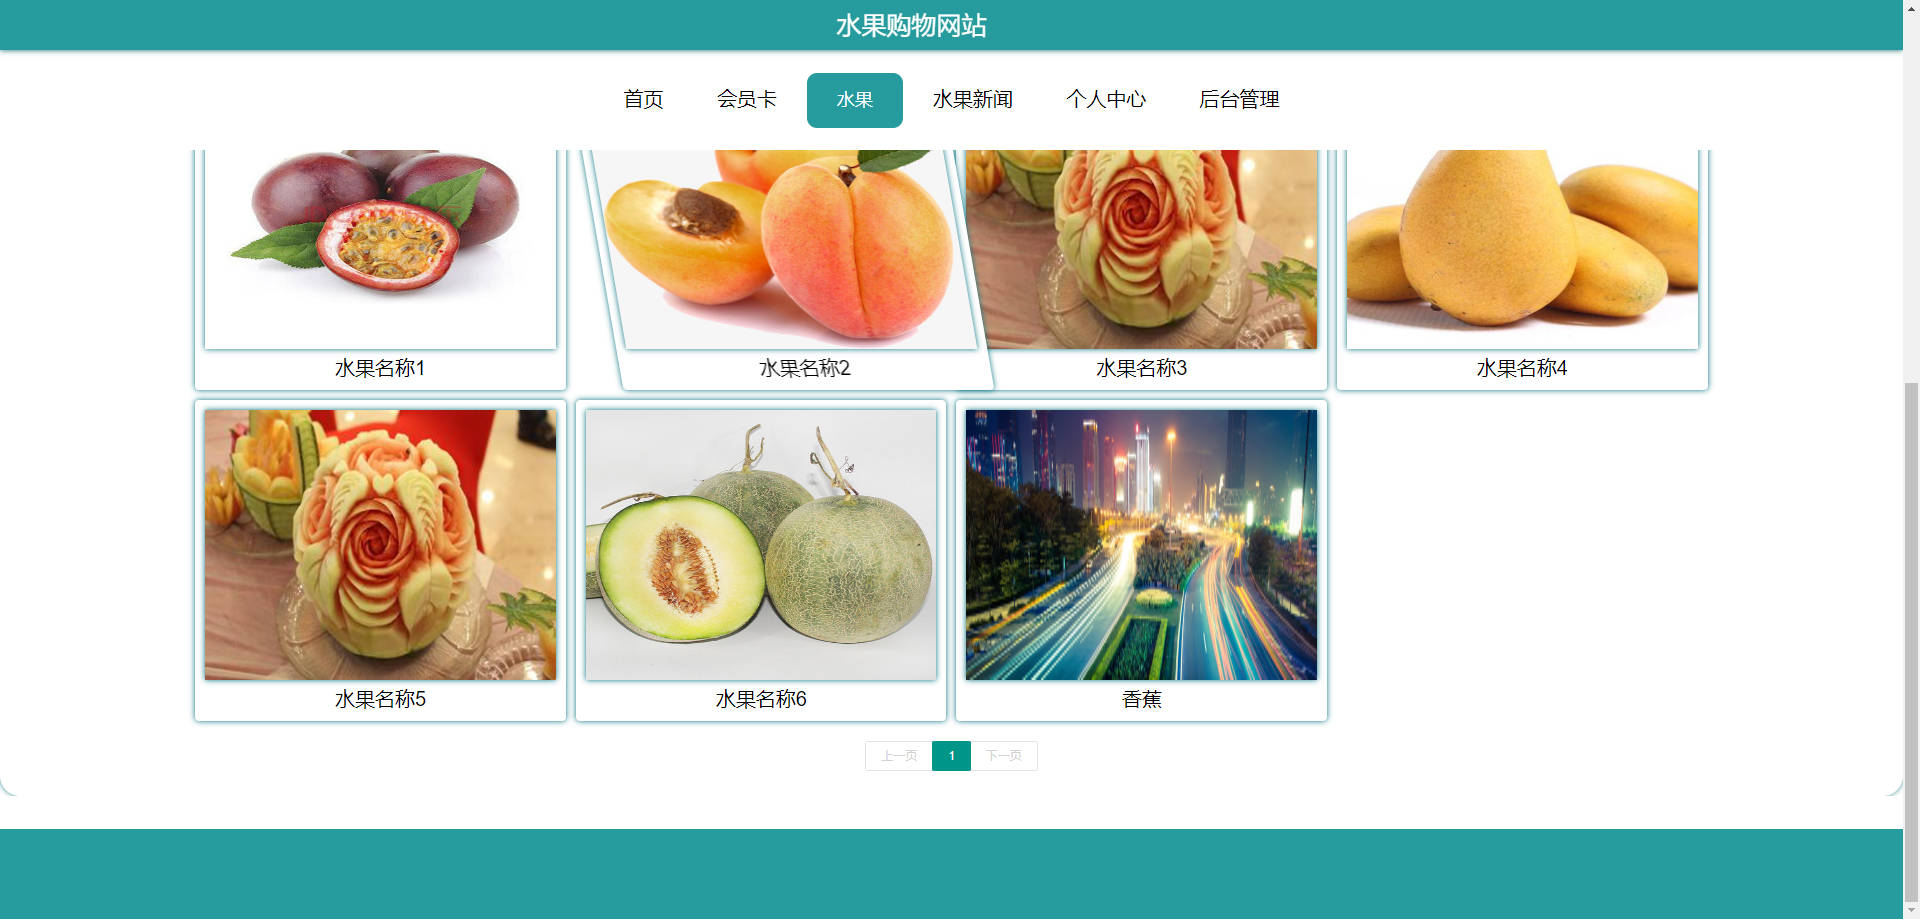 水果购物网站
首页 会员卡 水果 水果新闻 个人中心 后台管理
水果名称1 水果名称2 水果名称3 水果名称4
水果名称5 水果名称6 香蕉
上一页 1 下一页